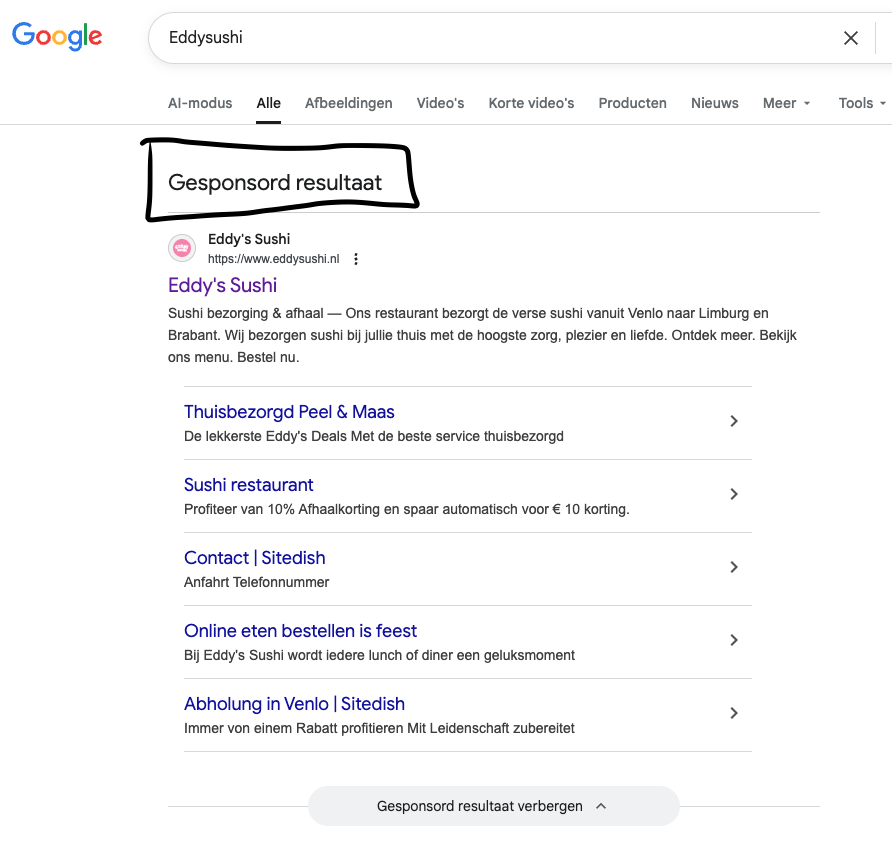 Google
Eddysushi
AI-modus Alle Afbeeldingen Video's Korte video's Producten Nieuws Meer Tools
Gesponsord resultaat
Eddy's Sushi
https://www.eddysushi.nl
Eddy's Sushi
Sushi bezorging & afhaal — Ons restaurant bezorgt de verse sushi vanuit Venlo naar Limburg en
Brabant. Wij bezorgen sushi bij jullie thuis met de hoogste zorg, plezier en liefde. Ontdek meer. Bekijk
ons menu. Bestel nu.
Thuisbezorgd Peel & Maas
De lekkerste Eddy's Deals Met de beste service thuisbezorgd
Sushi restaurant
Profiteer van 10% Afhaalkorting en spaar automatisch voor € 10 korting.
Contact | Sitedish
Anfahrt Telefonnummer
Online eten bestellen is feest
Bij Eddy's Sushi wordt iedere lunch of diner een geluksmoment
Abholung in Venlo | Sitedish
Immer von einem Rabatt profitieren Mit Leidenschaft zubereitet
Gesponsord resultaat verbergen